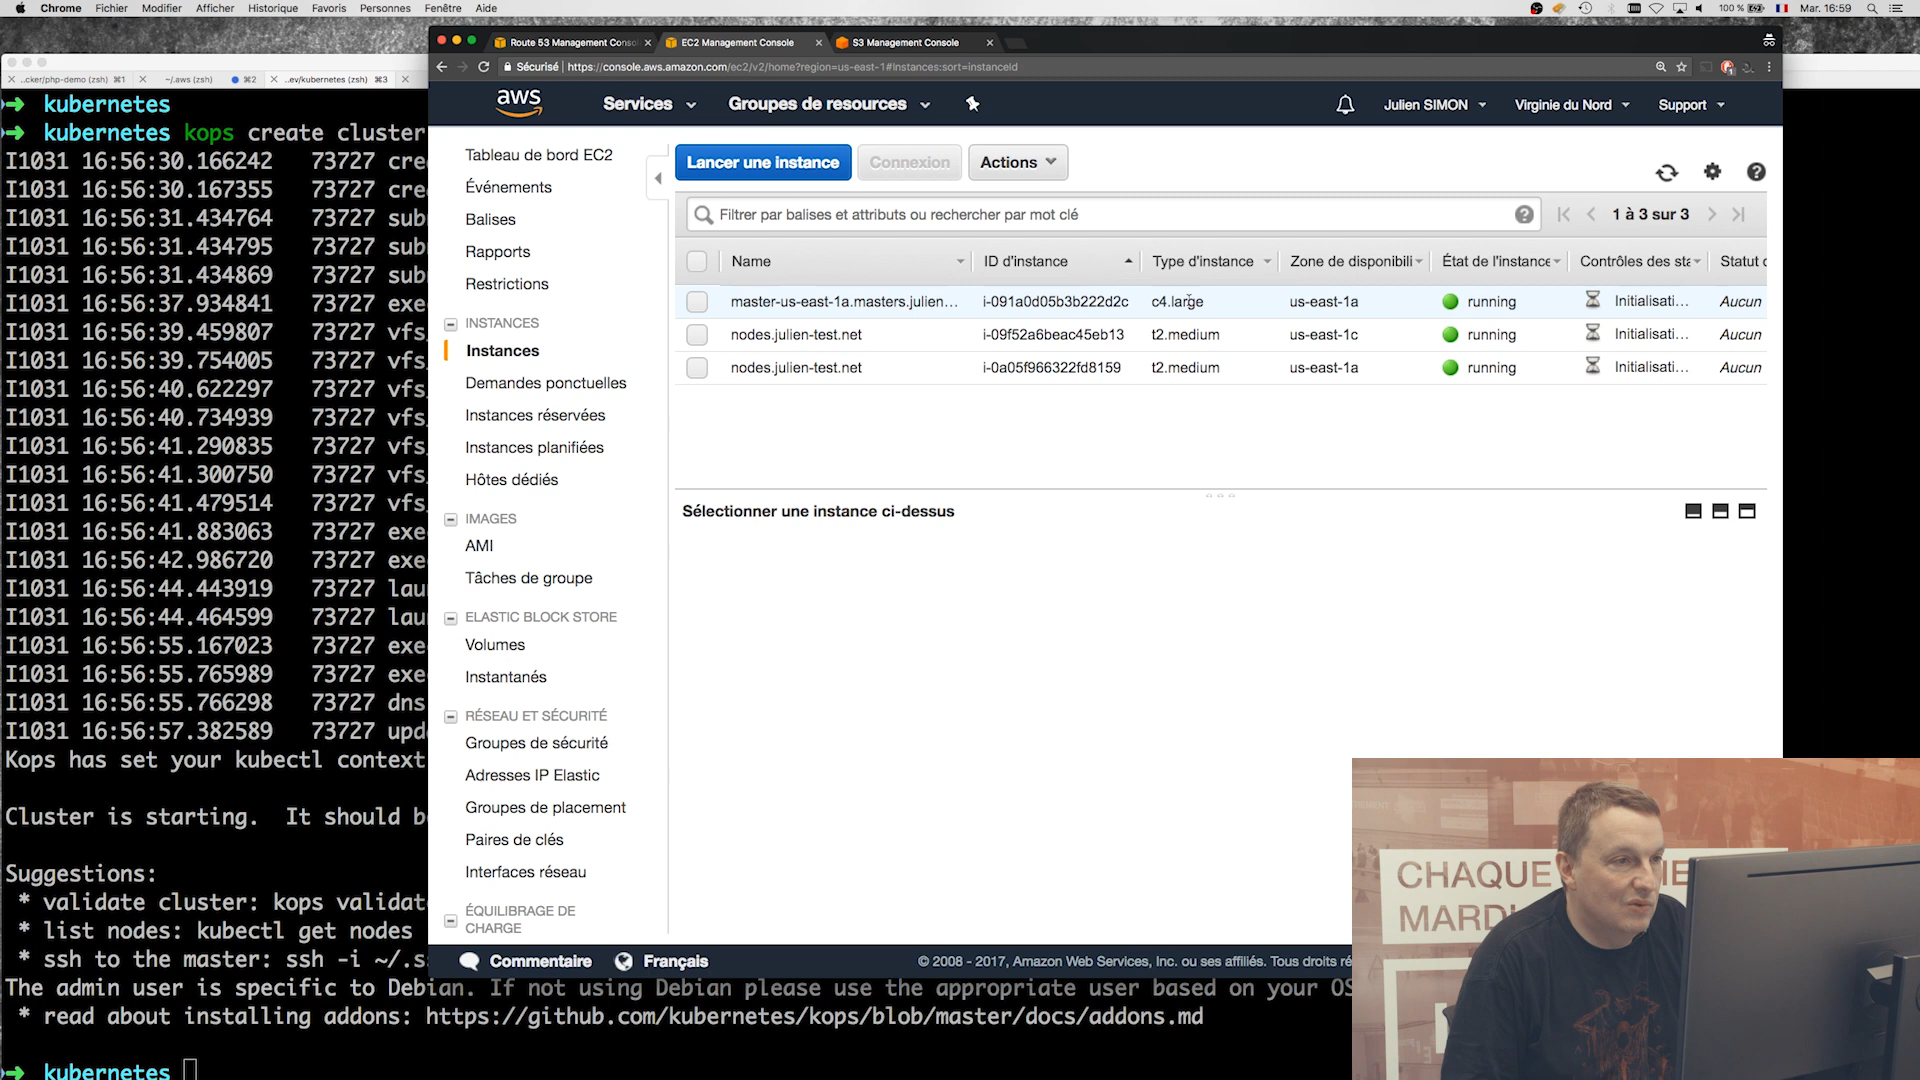 Chrome Fichier Modifier Afficher Historique Favoris Personnes Fenêtre Aide
100 % Mar. 16:59
Route 53 Management Conso
EC2 Management Console
S3 Management Console
..cker/php-demo (zsh) ⌘1
~/.aws (zsh) ⌘2
..ev/kubernetes (zsh) ⌘3
Sécurisé https://console.aws.amazon.com/ec2/v2/home?region=us-east-1#Instances:sort=instanceId
aws
Services
Groupes de resources
Julien SIMON
Virginie du Nord
Support
➜ kubernetes
➜ kubernetes kops create cluster
I1031 16:56:30.166242 73727 cre
I1031 16:56:30.167355 73727 cre
I1031 16:56:31.434764 73727 sub
I1031 16:56:31.434795 73727 sub
I1031 16:56:31.434869 73727 sub
I1031 16:56:37.934841 73727 exe
I1031 16:56:39.459807 73727 vfs
I1031 16:56:39.754005 73727 vfs
I1031 16:56:40.622297 73727 vfs
I1031 16:56:40.734939 73727 vfs
I1031 16:56:41.290835 73727 vfs
I1031 16:56:41.300750 73727 vfs
I1031 16:56:41.479514 73727 vfs
I1031 16:56:41.883063 73727 exe
I1031 16:56:42.986720 73727 exe
I1031 16:56:44.443919 73727 lau
I1031 16:56:44.464599 73727 lau
I1031 16:56:55.167023 73727 exe
I1031 16:56:55.765989 73727 exe
I1031 16:56:55.766298 73727 dns
I1031 16:56:57.382589 73727 upd
Kops has set your kubectl context
Cluster is starting. It should b
Suggestions:
* validate cluster: kops validat
* list nodes: kubectl get nodes
* ssh to the master: ssh -i ~/.s
The admin user is specific to Debian. If not using Debian please use the appropriate user based on your OS
* read about installing addons: https://github.com/kubernetes/kops/blob/master/docs/addons.md
➜ kubernetes
Tableau de bord EC2
Événements
Balises
Rapports
Restrictions
INSTANCES
Instances
Demandes ponctuelles
Instances réservées
Instances planifiées
Hôtes dédiés
IMAGES
AMI
Tâches de groupe
ELASTIC BLOCK STORE
Volumes
Instantanés
RÉSEAU ET SÉCURITÉ
Groupes de sécurité
Adresses IP Elastic
Groupes de placement
Paires de clés
Interfaces réseau
ÉQUILIBRAGE DE
CHARGE
Lancer une instance
Connexion
Actions
Filtrer par balises et attributs ou rechercher par mot clé
1 à 3 sur 3
Name ID d'instance Type d'instance Zone de disponibili État de l'instance Contrôles des sta Statut
master-us-east-1a.masters.julien... i-091a0d05b3b222d2c c4.large us-east-1a running Initialisati... Aucun
nodes.julien-test.net i-09f52a6beac45eb13 t2.medium us-east-1c running Initialisati... Aucun
nodes.julien-test.net i-0a05f966322fd8159 t2.medium us-east-1a running Initialisati... Aucun
Sélectionner une instance ci-dessus
Commentaire
Français
© 2008 - 2017, Amazon Web Services, Inc. ou ses affiliés. Tous droits ré
CHAQUE
MARDI